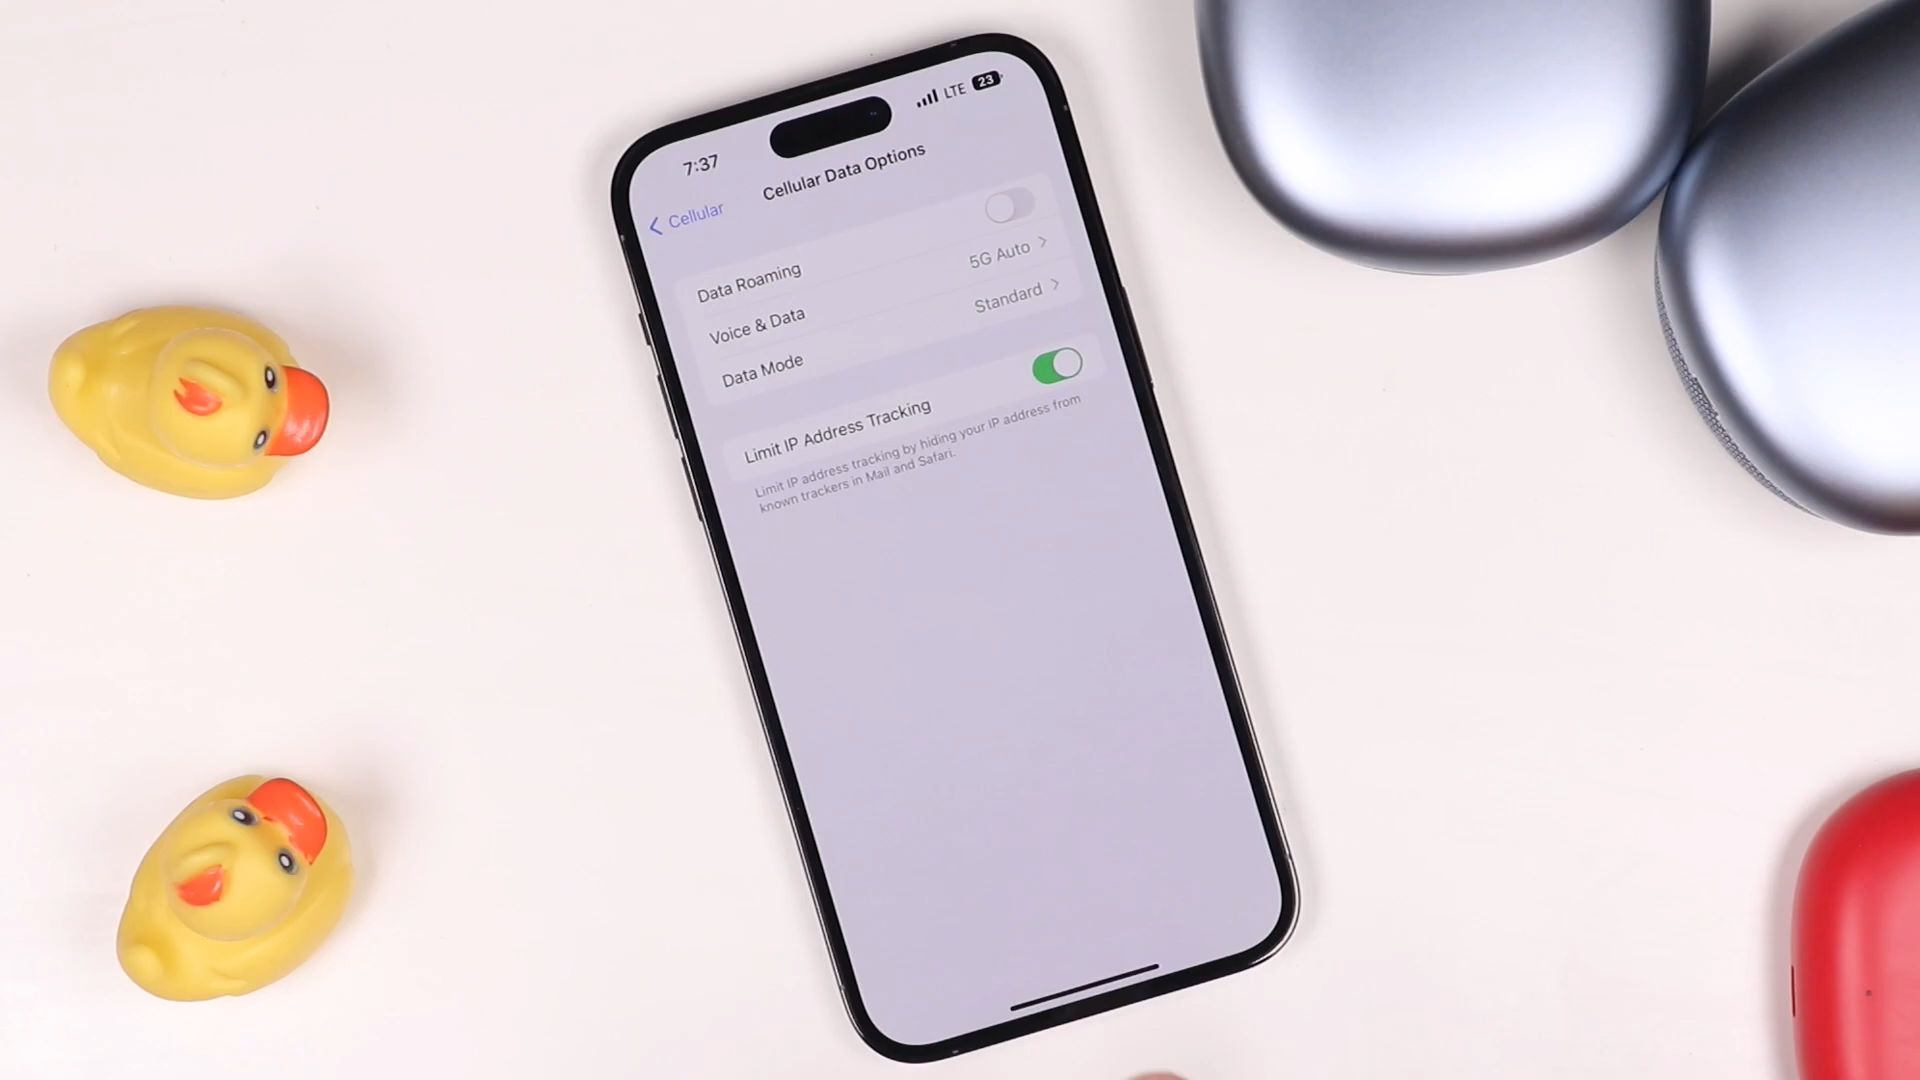 7:37
LTE 23
Cellular
Cellular Data Options
Data Roaming
Voice & Data 5G Auto
Data Mode Standard
Limit IP Address Tracking
Limit IP address tracking by hiding your IP address from
known trackers in Mail and Safari.